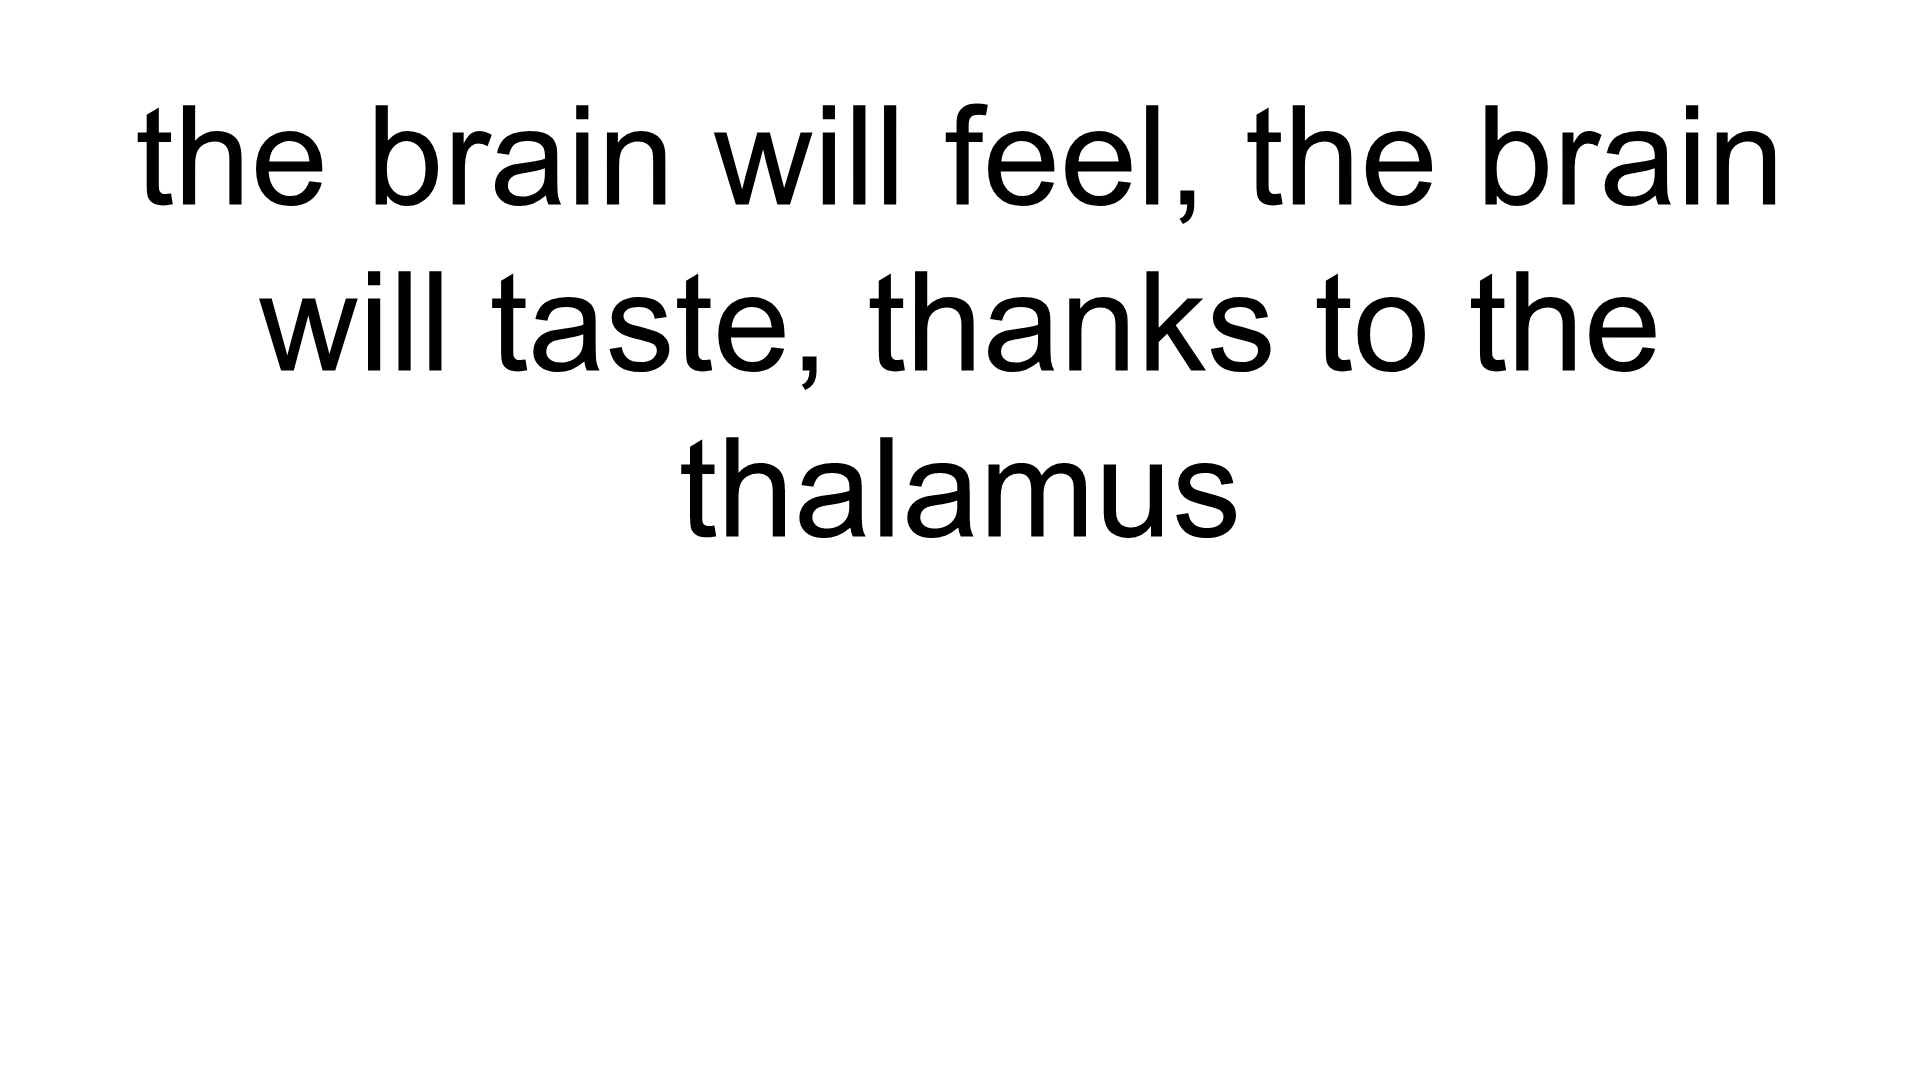 the brain will feel, the brain
will taste, thanks to the
thalamus